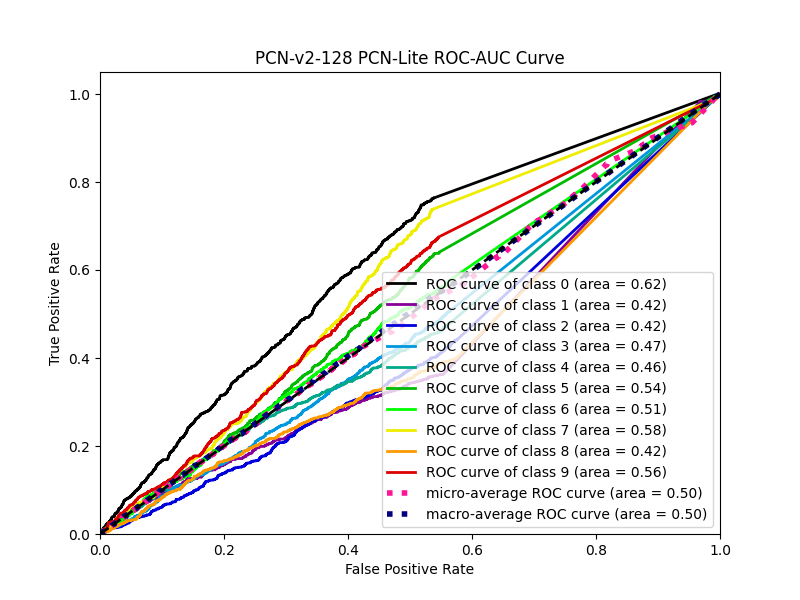 PCN-v2-128 PCN-Lite ROC-AUC Curve
1.0
0.8
0.6
0.4
0.2
0.0
True Positive Rate
ROC curve of class 0 (area = 0.62)
ROC curve of class 1 (area = 0.42)
ROC curve of class 2 (area = 0.42)
ROC curve of class 3 (area = 0.47)
ROC curve of class 4 (area = 0.46)
ROC curve of class 5 (area = 0.54)
ROC curve of class 6 (area = 0.51)
ROC curve of class 7 (area = 0.58)
ROC curve of class 8 (area = 0.42)
ROC curve of class 9 (area = 0.56)
micro-average ROC curve (area = 0.50)
macro-average ROC curve (area = 0.50)
0.0 0.2 0.4 0.6 0.8 1.0
False Positive Rate